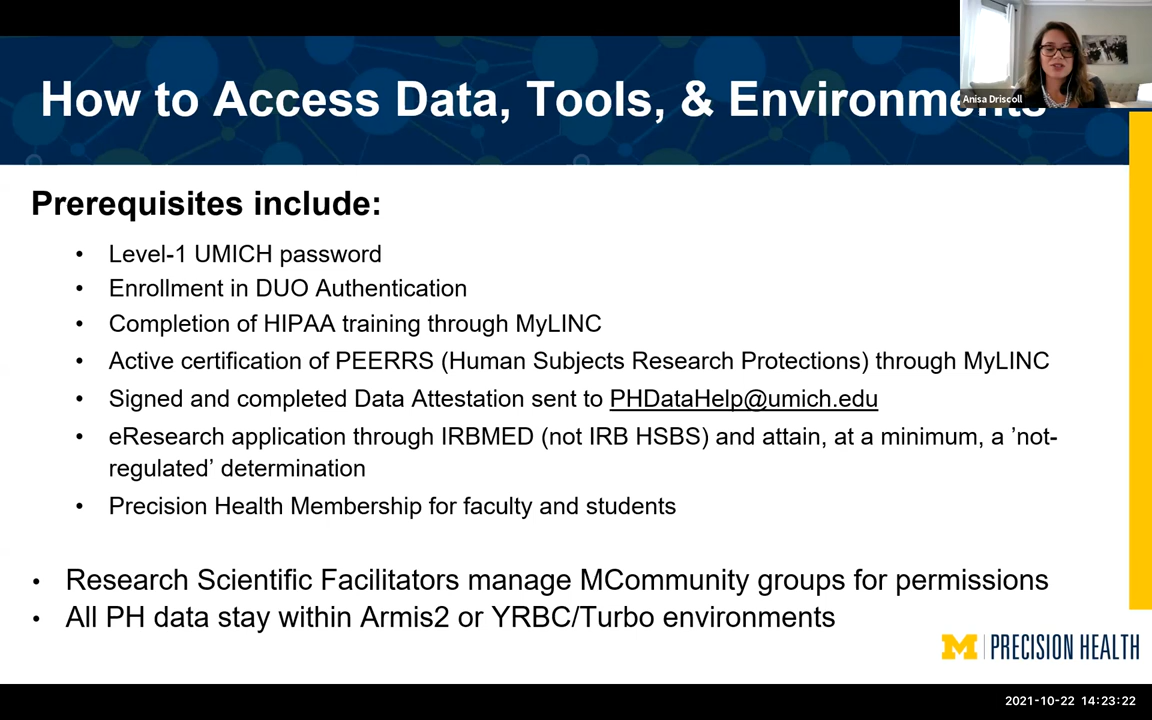 How to Access Data, Tools, & Environments
Anisa Driscoll
Prerequisites include:
• Level-1 UMICH password
• Enrollment in DUO Authentication
• Completion of HIPAA training through MyLINC
• Active certification of PEERRS (Human Subjects Research Protections) through MyLINC
• Signed and completed Data Attestation sent to PHDataHelp@umich.edu
• eResearch application through IRBMED (not IRB HSBS) and attain, at a minimum, a ’not-
regulated’ determination
• Precision Health Membership for faculty and students
• Research Scientific Facilitators manage MCommunity groups for permissions
• All PH data stay within Armis2 or YRBC/Turbo environments
M | PRECISION HEALTH
2021-10-22 14:23:22